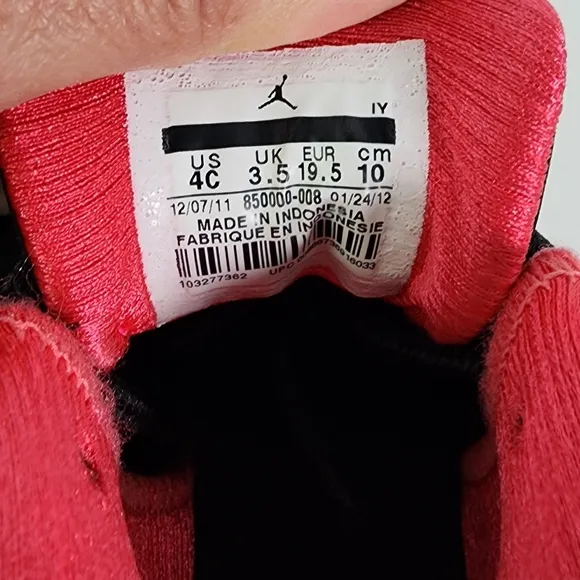 IY
US UK EUR cm
4C 3.5 19.5 10
12/07/11 850000-008 01/24/12
MADE IN INDONESIA
FABRIQUE EN INDONESIE
103277362 UPC